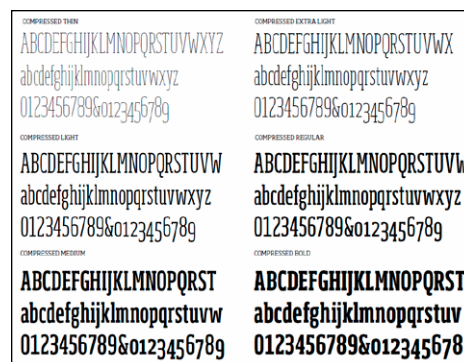 COMPRESSED THIN
ABCDEFGHIJKLMNOPQRSTUVWXYZ
abcdefghijklmnopqrstuvwxyz
0123456789&0123456789
COMPRESSED EXTRA LIGHT
ABCDEFGHIJKLMNOPQRSTUVWX
abcdefghijklmnopqrstuvwxyz
0123456789&0123456789
COMPRESSED LIGHT
ABCDEFGHIJKLMNOPQRSTUVW
abcdefghijklmnopqrstuvwxyz
0123456789&0123456789
COMPRESSED REGULAR
ABCDEFGHIJKLMNOPQRSTUVW
abcdefghijklmnopqrstuvwxyz
0123456789&0123456789
COMPRESSED MEDIUM
ABCDEFGHIJKLMNOPQRST
abcdefghijklmnopqrstuvwxyz
0123456789&0123456789
COMPRESSED BOLD
ABCDEFGHIJKLMNOPQRST
abcdefghijklmnopqrstuv
0123456789&012345678